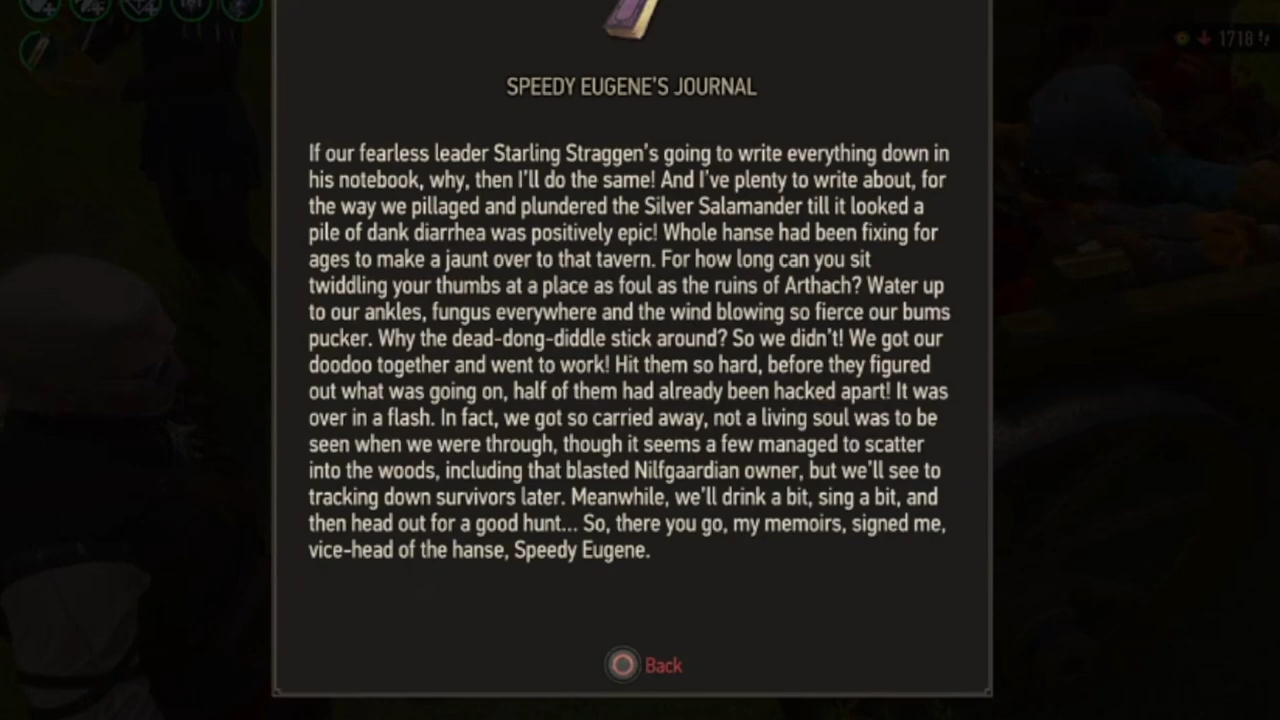 1718
SPEEDY EUGENE'S JOURNAL
If our fearless leader Starling Straggen's going to write everything down in
his notebook, why, then I'll do the same! And I've plenty to write about, for
the way we pillaged and plundered the Silver Salamander till it looked a
pile of dank diarrhea was positively epic! Whole hanse had been fixing for
ages to make a jaunt over to that tavern. For how long can you sit
twiddling your thumbs at a place as foul as the ruins of Arthach? Water up
to our ankles, fungus everywhere and the wind blowing so fierce our bums
pucker. Why the dead-dong-diddle stick around? So we didn't! We got our
doodoo together and went to work! Hit them so hard, before they figured
out what was going on, half of them had already been hacked apart! It was
over in a flash. In fact, we got so carried away, not a living soul was to be
seen when we were through, though it seems a few managed to scatter
into the woods, including that blasted Nilfgaardian owner, but we'll see to
tracking down survivors later. Meanwhile, we'll drink a bit, sing a bit, and
then head out for a good hunt... So, there you go, my memoirs, signed me,
vice-head of the hanse, Speedy Eugene.
Back